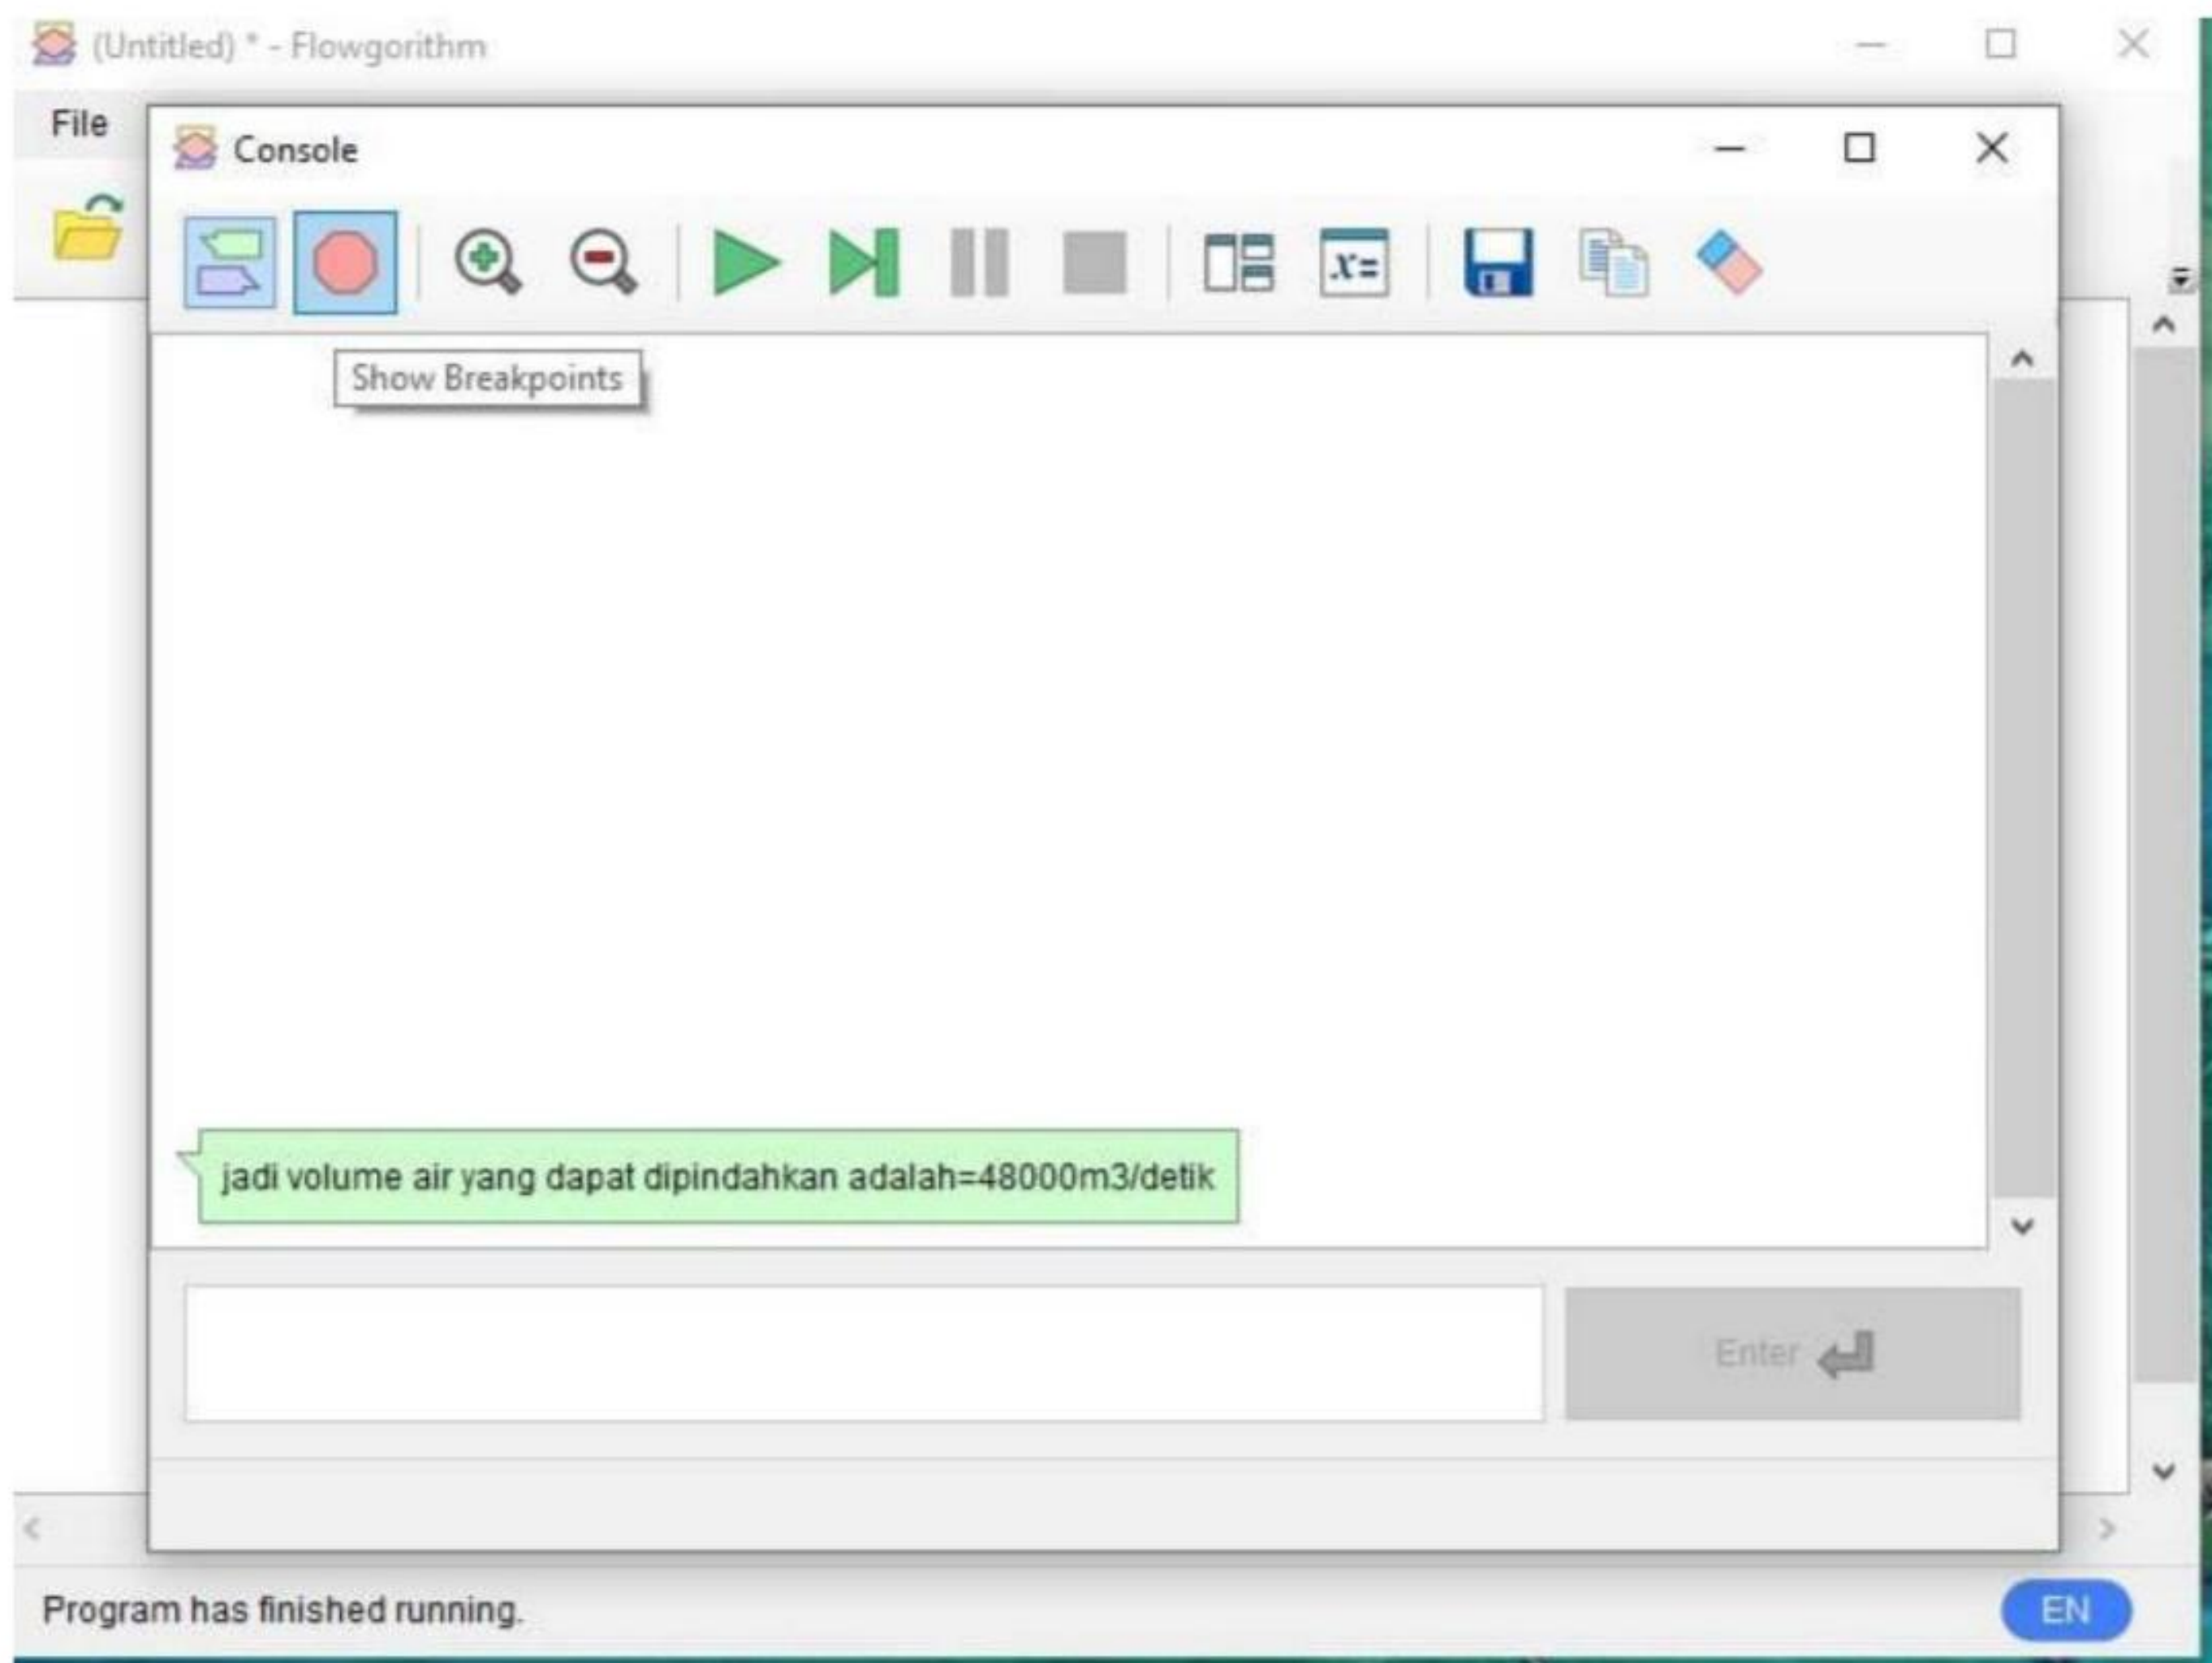 (Untitled) * - Flowgorithm
File
Console
x=
Show Breakpoints
jadi volume air yang dapat dipindahkan adalah=48000m3/detik
Enter
Program has finished running.
EN